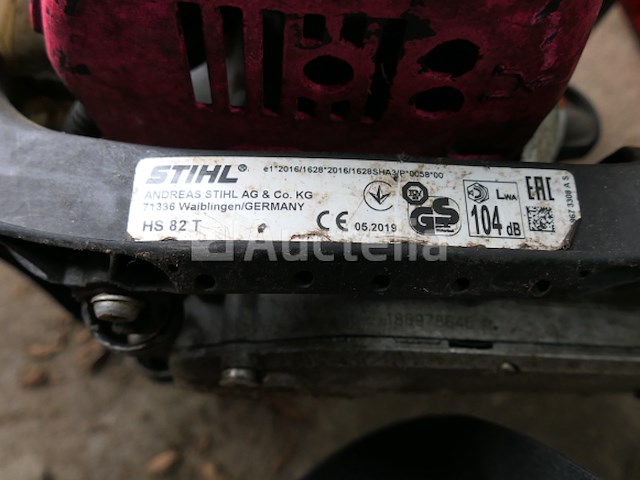 STIHL® e1*2016/1628*2016/1628SHA3/P*0058*00
ANDREAS STIHL AG & Co. KG
71336 Waiblingen/GERMANY
HS 82 T
CE 05.2019
GS
LWA
104 dB
EAC
Auctelia